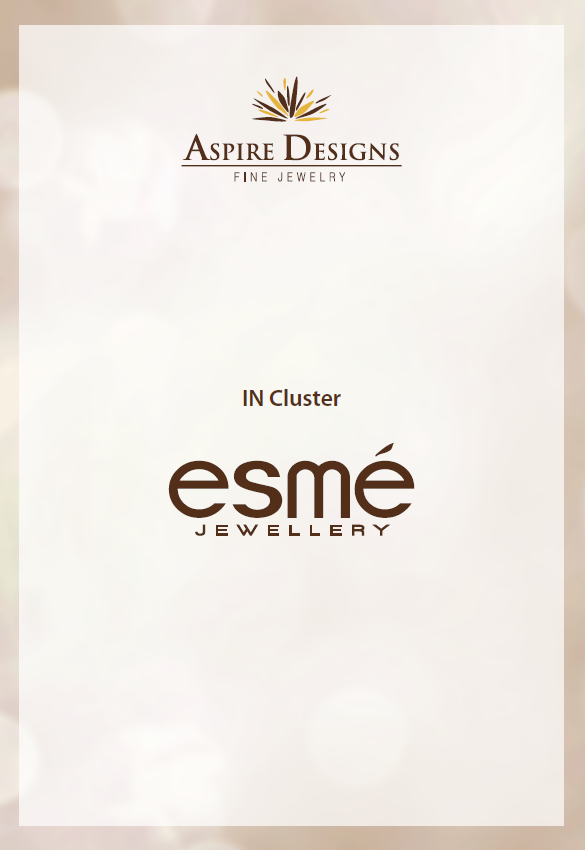 ASPIRE DESIGNS
FINE JEWELRY
IN Cluster
esmé
JEWELLERY